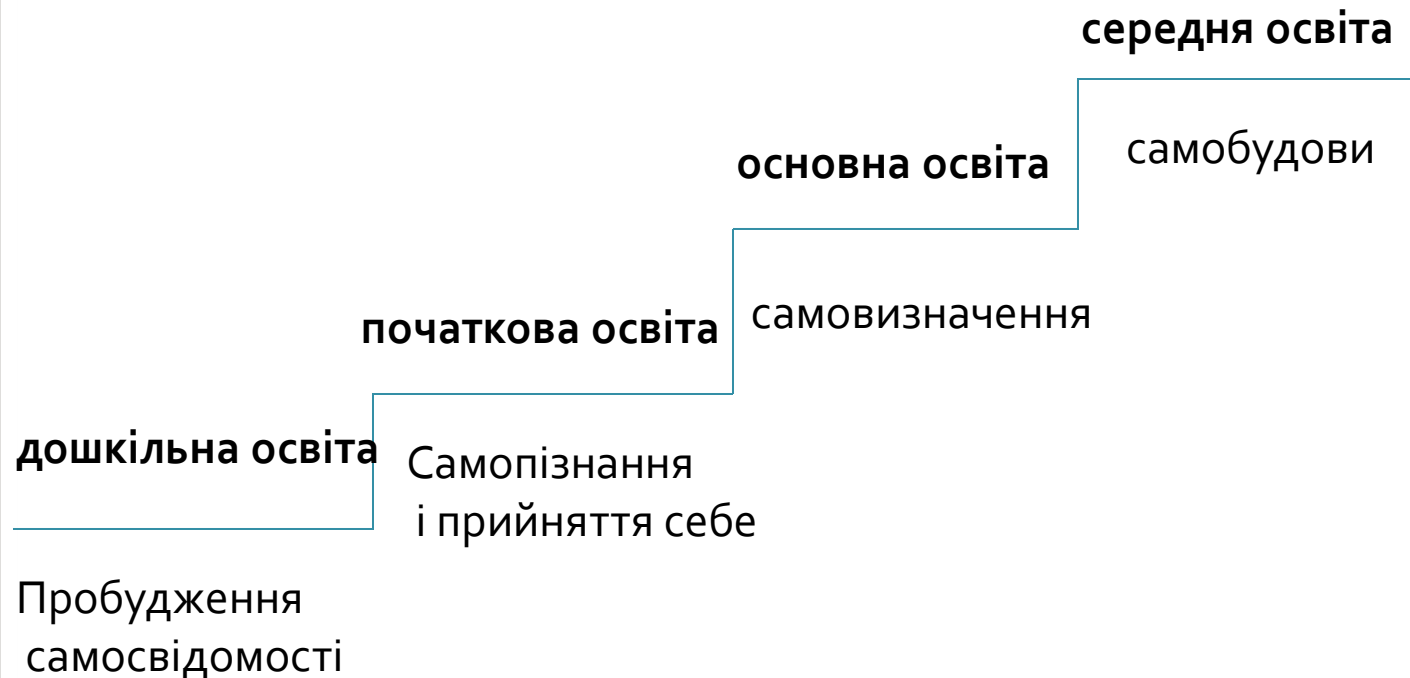 середня освіта
самобудови
основна освіта
самовизначення
початкова освіта
Самопізнання
і прийняття себе
дошкільна освіта
Пробудження
самосвідомості